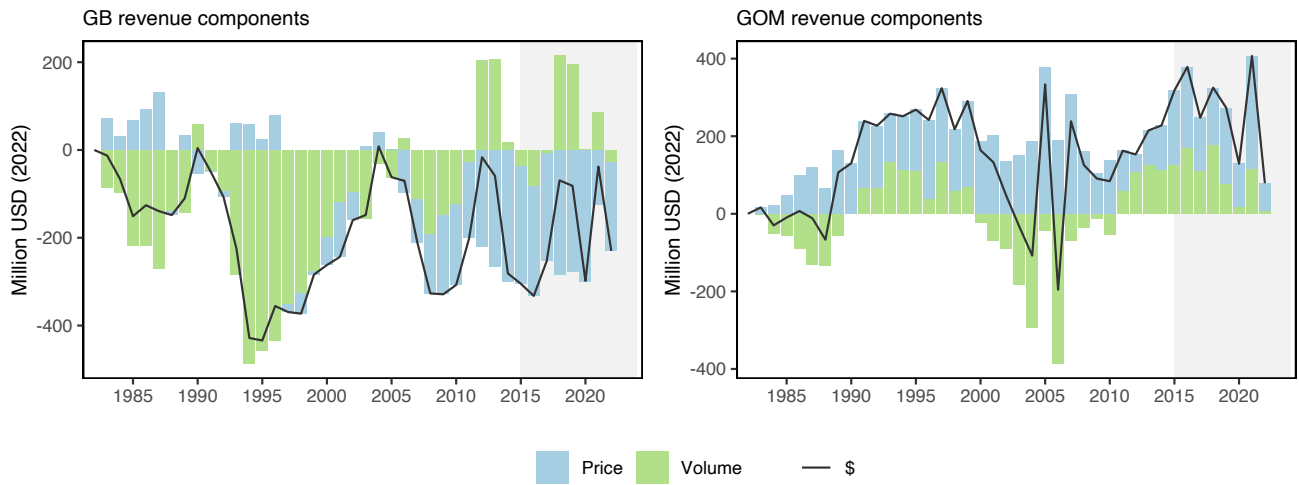 GB revenue components
GOM revenue components
Million USD (2022)
200
0
-200
-400
1985 1990 1995 2000 2005 2010 2015 2020
Million USD (2022)
400
200
0
-200
-400
1985 1990 1995 2000 2005 2010 2015 2020
Price Volume $